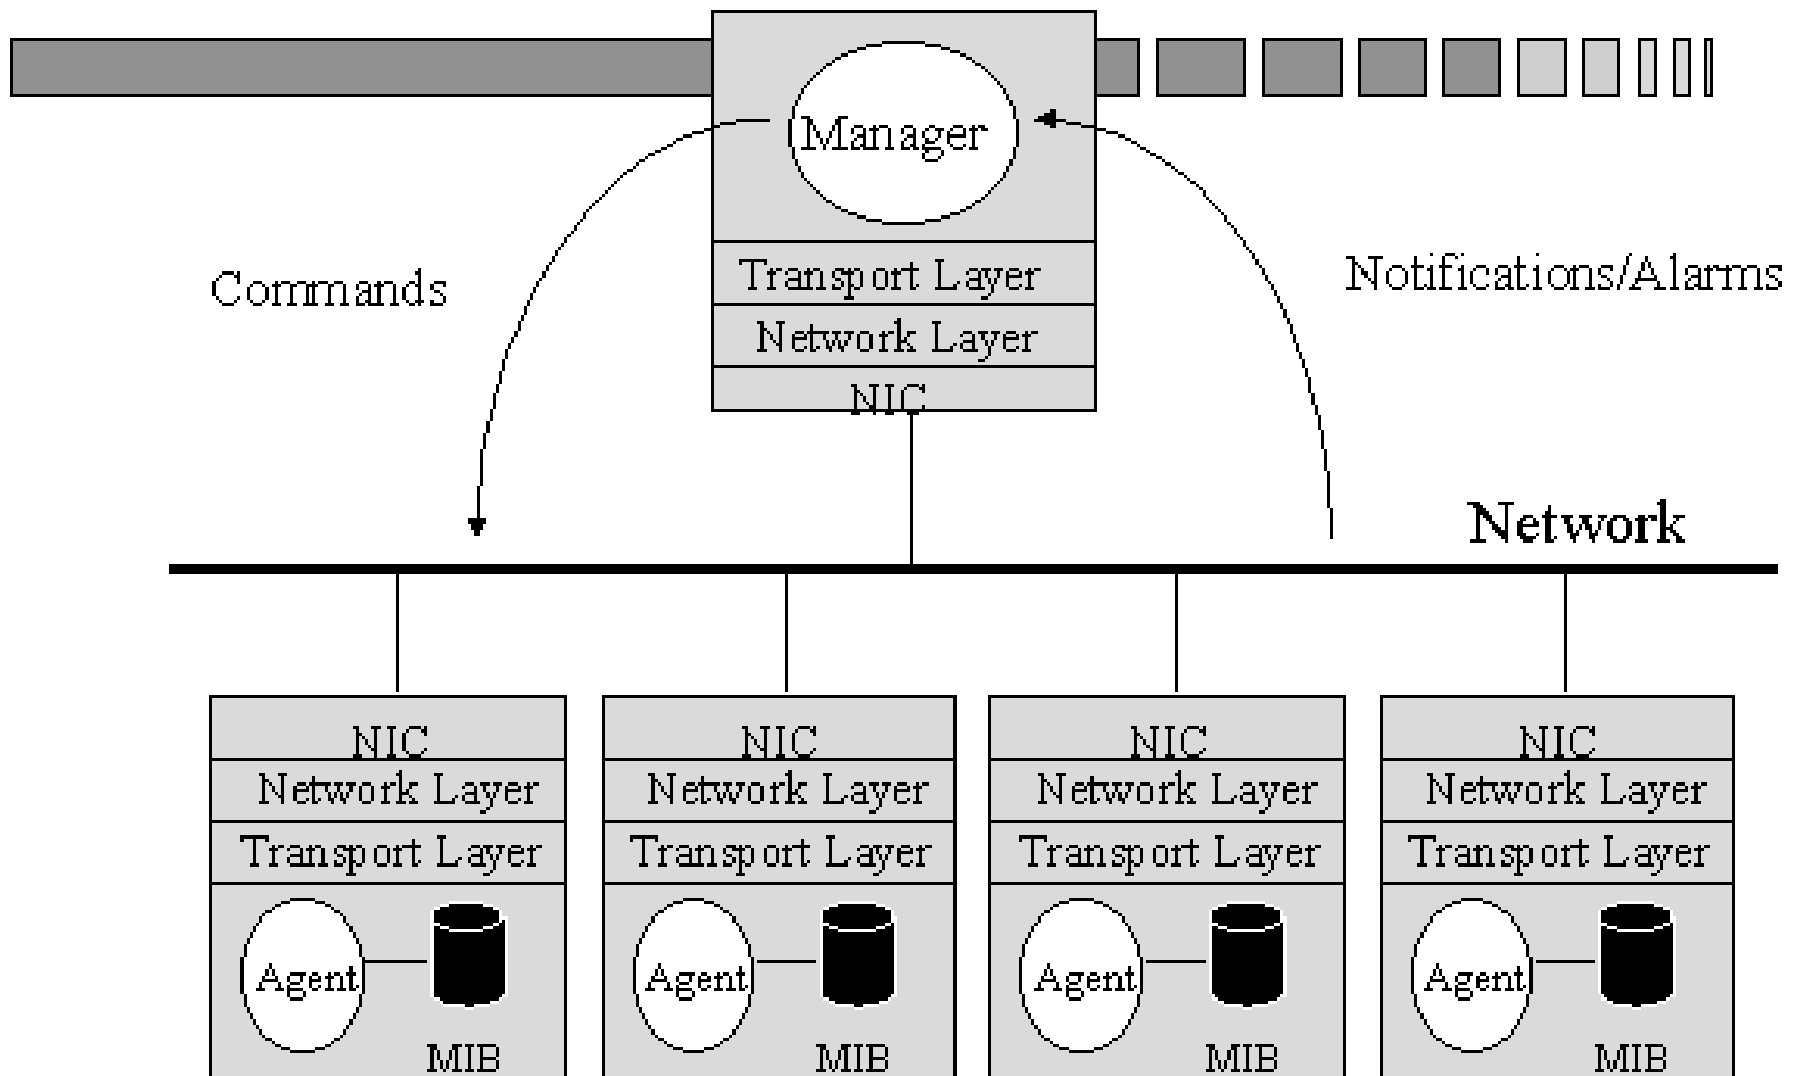 Manager
Transport Layer
Network Layer
NIC
Commands
Notifications/Alarms
Network
NIC
Network Layer
Transport Layer
Agent
MIB
NIC
Network Layer
Transport Layer
Agent
MIB
NIC
Network Layer
Transport Layer
Agent
MIB
NIC
Network Layer
Transport Layer
Agent
MIB